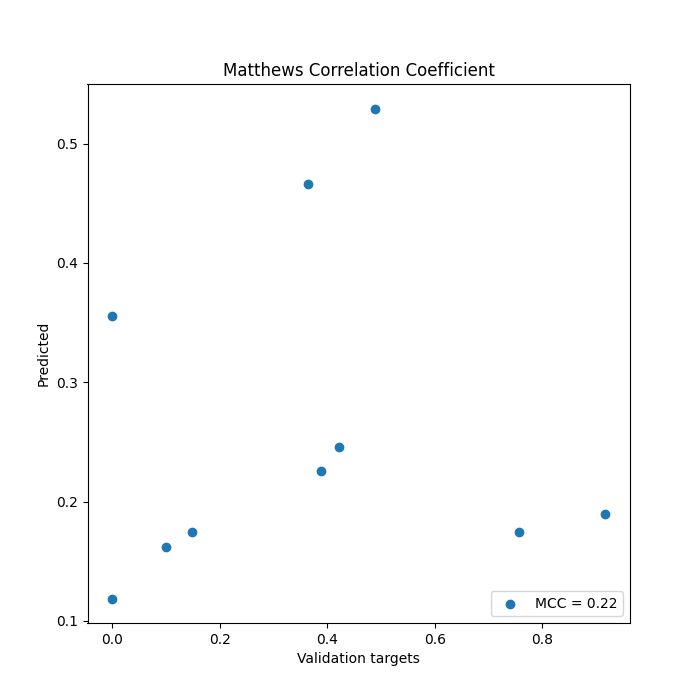 Matthews Correlation Coefficient
0.5
0.4
0.3
0.2
0.1
Predicted
MCC = 0.22
0.0 0.2 0.4 0.6 0.8
Validation targets